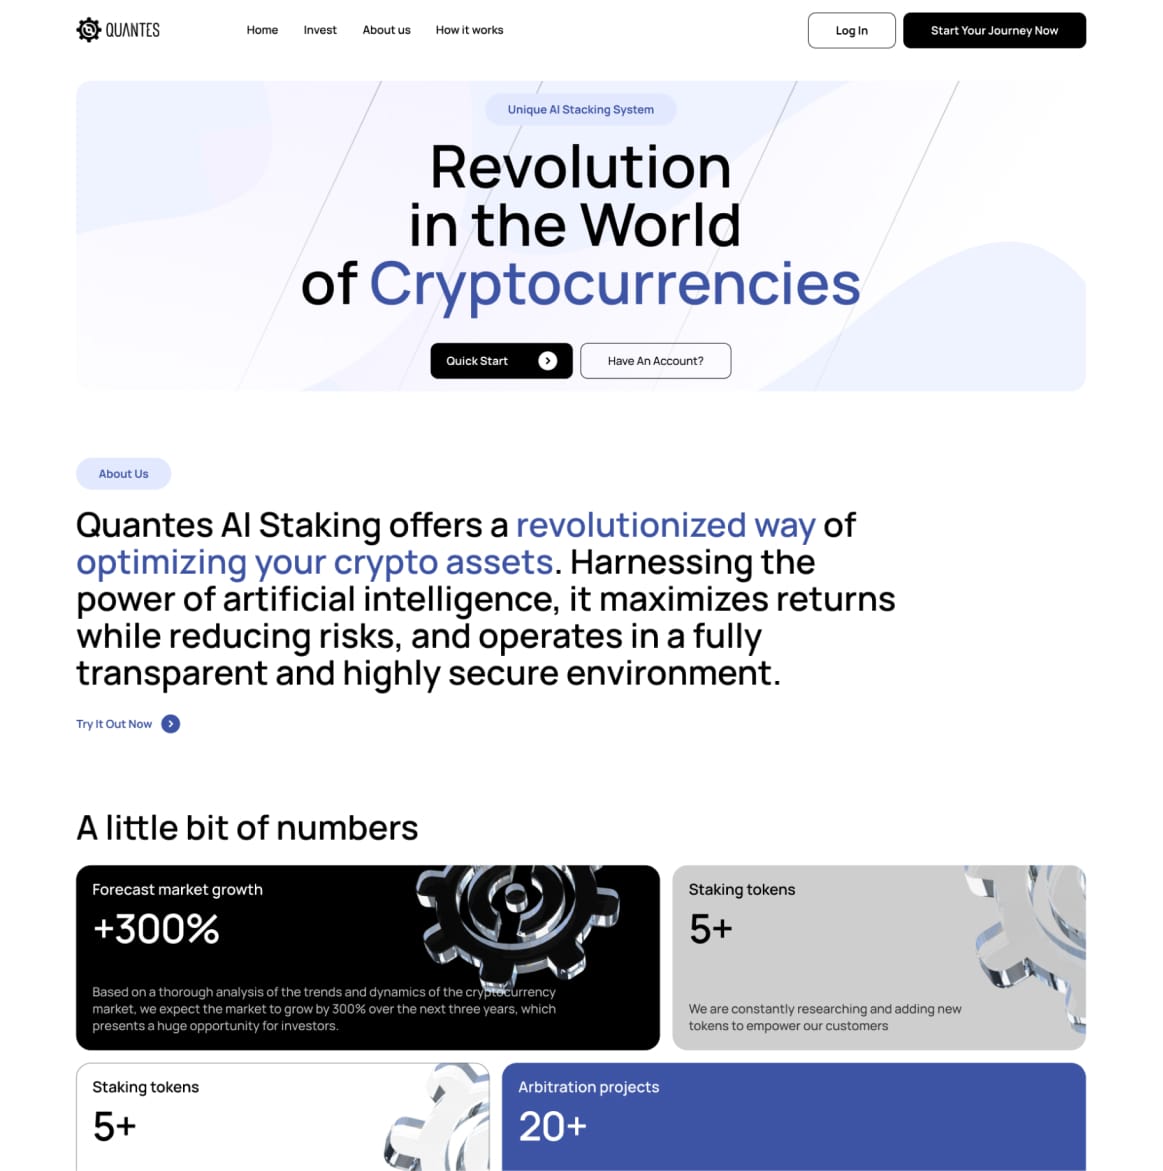 QUANTES
Home
Invest
About us
How it works
Log In
Start Your Journey Now
Unique AI Stacking System
Revolution
in the World
of Cryptocurrencies
Quick Start
Have An Account?
About Us
Quantes AI Staking offers a revolutionized way of
optimizing your crypto assets. Harnessing the
power of artificial intelligence, it maximizes returns
while reducing risks, and operates in a fully
transparent and highly secure environment.
Try It Out Now
A little bit of numbers
Forecast market growth
+300%
Based on a thorough analysis of the trends and dynamics of the cryptocurrency
market, we expect the market to grow by 300% over the next three years, which
presents a huge opportunity for investors.
Staking tokens
5+
We are constantly researching and adding new
tokens to empower our customers
Staking tokens
5+
Arbitration projects
20+